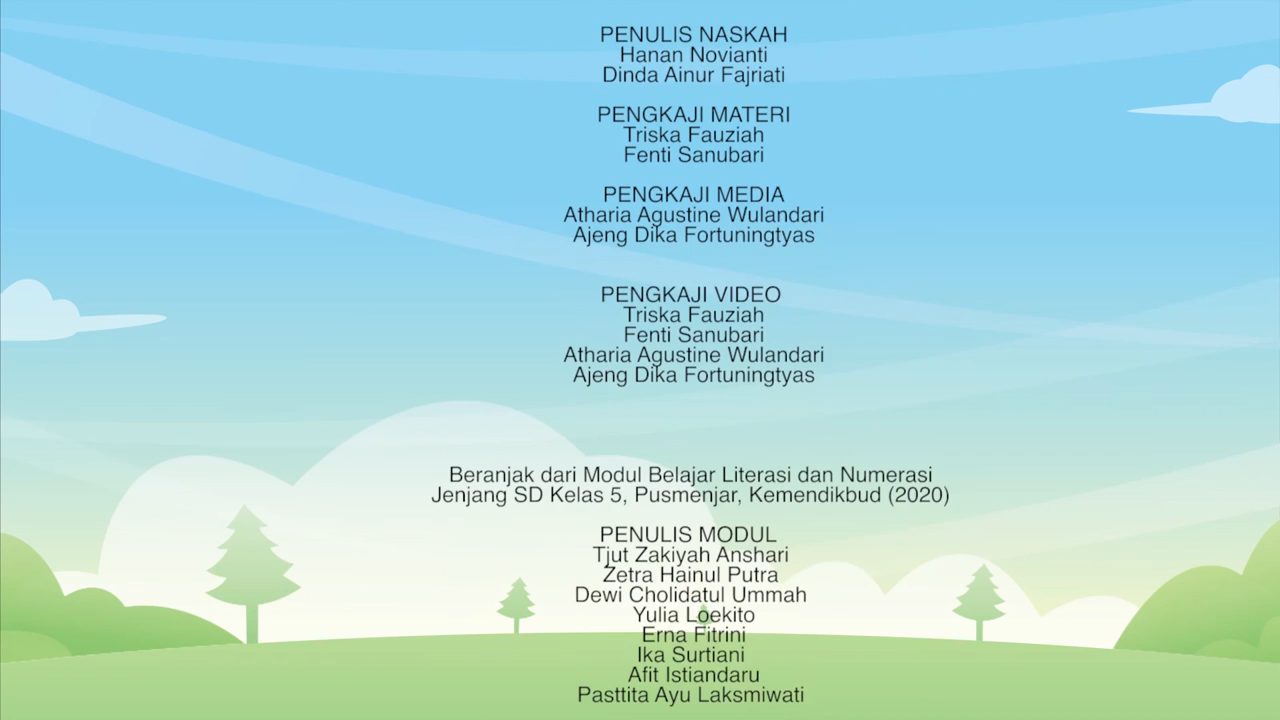 PENULIS NASKAH
Hanan Novianti
Dinda Ainur Fajriati
PENGKAJI MATERI
Triska Fauziah
Fenti Sanubari
PENGKAJI MEDIA
Atharia Agustine Wulandari
Ajeng Dika Fortuningtyas
PENGKAJI VIDEO
Triska Fauziah
Fenti Sanubari
Atharia Agustine Wulandari
Ajeng Dika Fortuningtyas
Beranjak dari Modul Belajar Literasi dan Numerasi
Jenjang SD Kelas 5, Pusmenjar, Kemendikbud (2020)
PENULIS MODUL
Tjut Zakiyah Anshari
Zetra Hainul Putra
Dewi Cholidatul Ummah
Yulia Loekito
Erna Fitrini
Ika Surtiani
Afit Istiandaru
Pasttita Ayu Laksmiwati